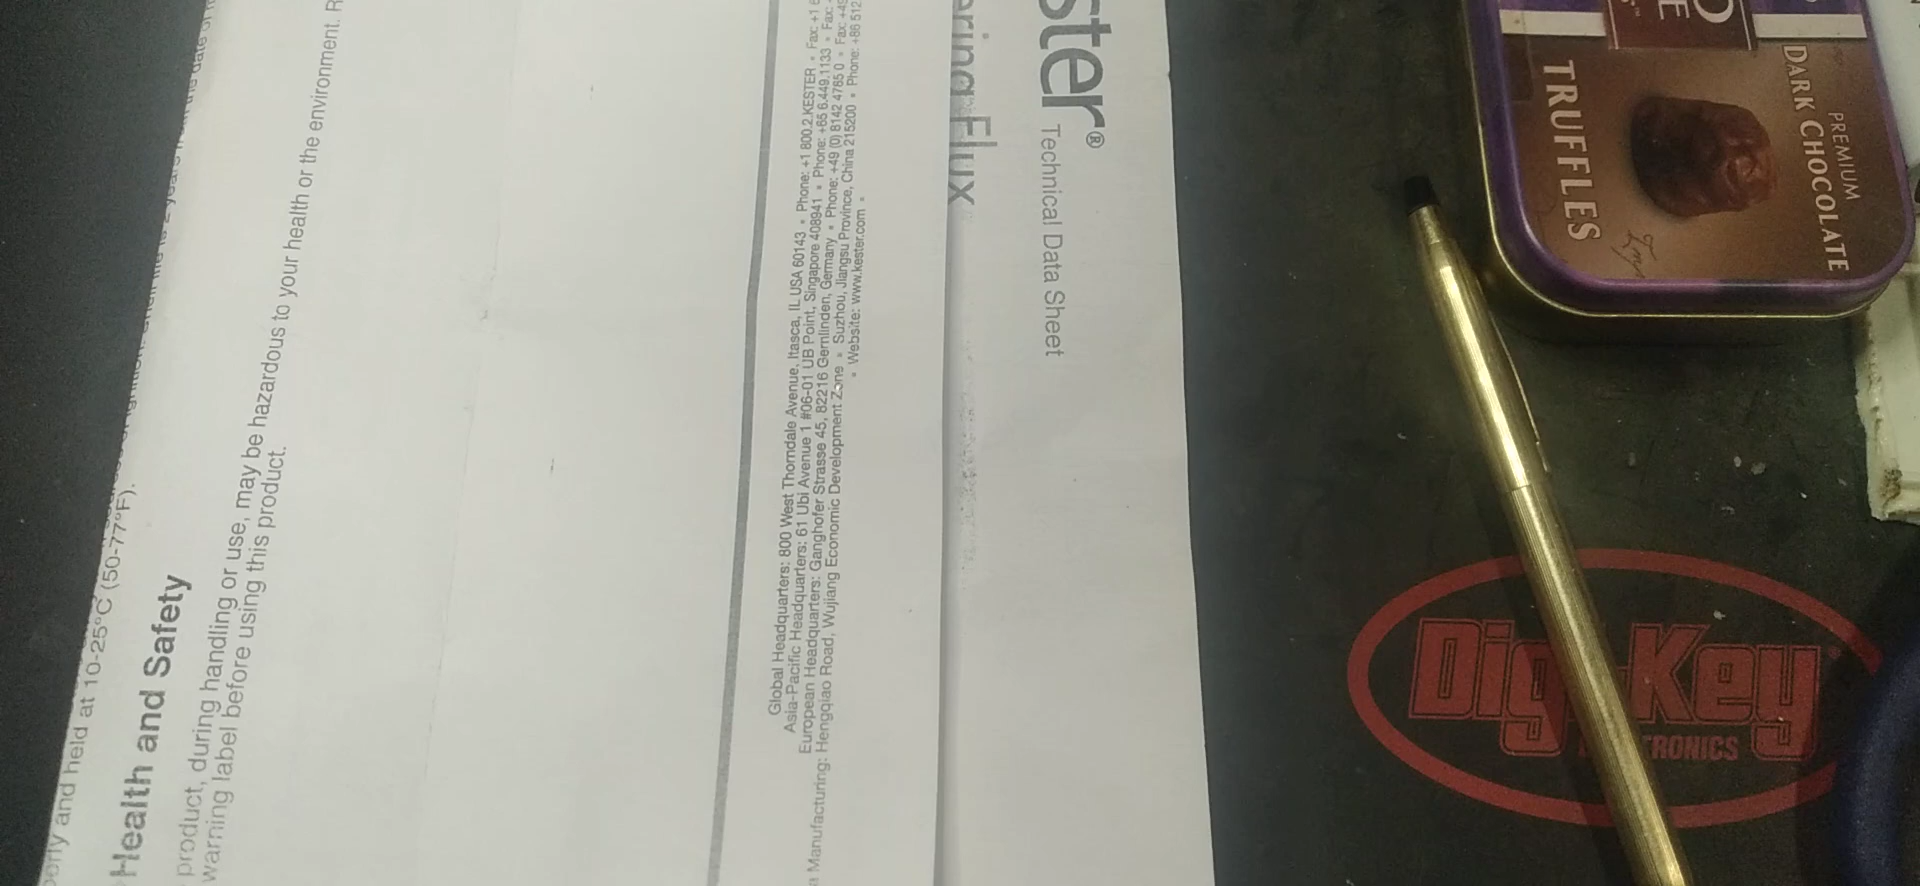 held at 10-25°C (50-77°F).
Health and Safety
product, during handling or use, may be hazardous to your health or the environment.
warning label before using this product.
Global Headquarters: 800 West Thorndale Avenue, Itasca, IL USA 60143 • Phone: +1 800.2.KESTER • Fax: +1
Asia-Pacific Headquarters: 61 Ubi Avenue 1 #06-01 UB Point, Singapore 408941 • Phone: +65 6.449.1133 • Fax:
European Headquarters: Ganghofer Strasse 45, 82216 Gernlinden, Germany • Phone: +49 (0) 8142 4785 0 • Fax: +49
Manufacturing: Hengqiao Road, Wujiang Economic Development Zone • Suzhou, Jiangsu Province, China 215200 • Phone: +86 512
• Website: www.kester.com •
Flux
ster®
Technical Data Sheet
TRUFFLES
PREMIUM
DARK CHOCOLATE
Digi-Key®
TRONICS